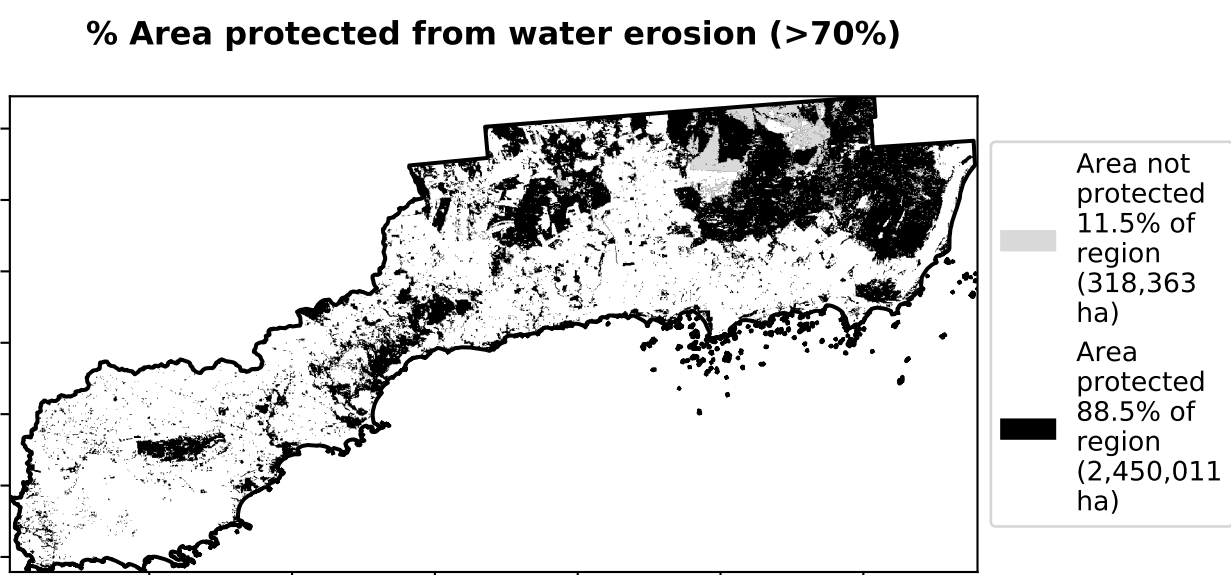 % Area protected from water erosion (>70%)
Area not
protected
11.5% of
region
(318,363
ha)
Area
protected
88.5% of
region
(2,450,011
ha)